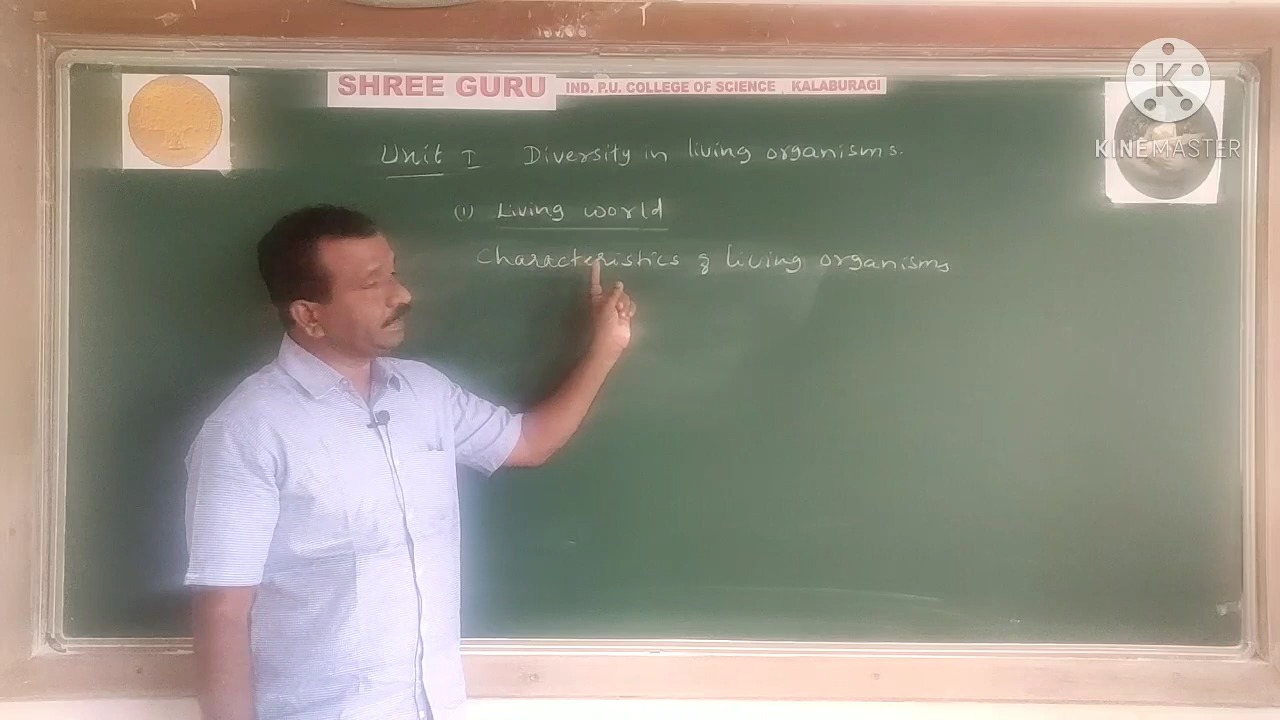 SHREE GURU IND. P.U. COLLEGE OF SCIENCE, KALABURAGI
K
KINEMASTER
Unit I Diversity in living organisms.
(1) Living world
Characteristics of living organisms